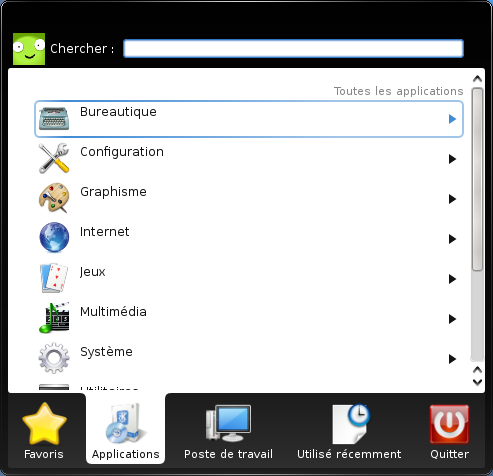 Chercher :
Toutes les applications
Bureautique
Configuration
Graphisme
Internet
Jeux
Multimédia
Système
Utilitaires
Favoris
Applications
Poste de travail
Utilisé récemment
Quitter